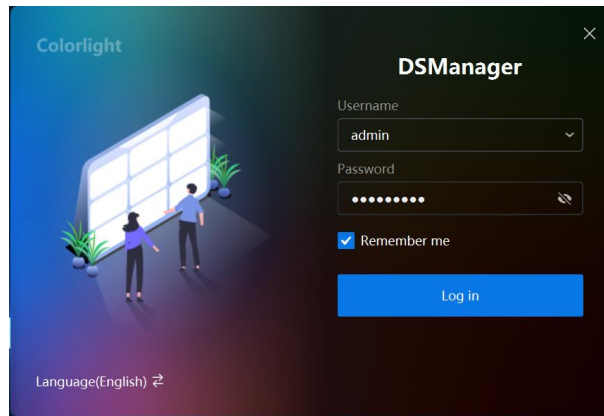 Colorlight
DSManager
Username
admin
Password
•••••••••
Remember me
Log in
Language(English) ⇄